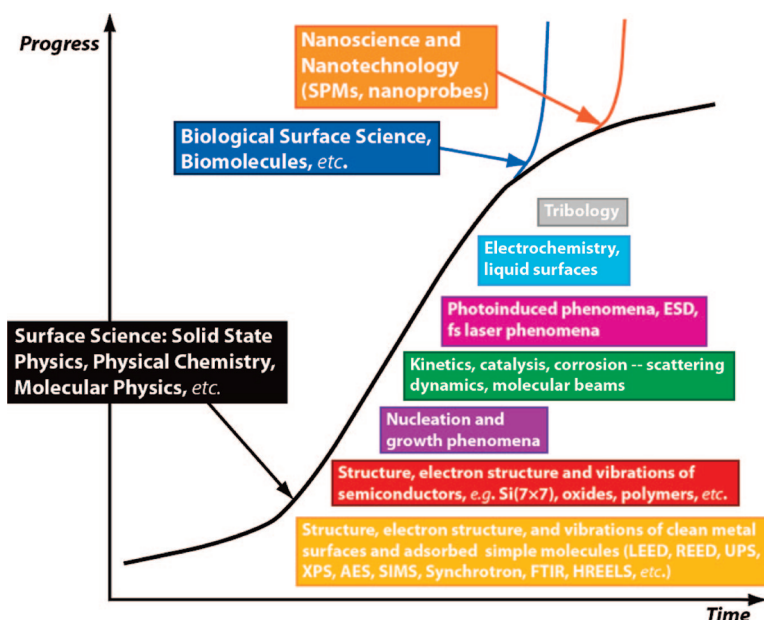 Progress
Nanoscience and
Nanotechnology
(SPMs, nanoprobes)
Biological Surface Science,
Biomolecules, etc.
Tribology
Electrochemistry,
liquid surfaces
Photoinduced phenomena, ESD,
fs laser phenomena
Surface Science: Solid State
Physics, Physical Chemistry,
Molecular Physics, etc.
Kinetics, catalysis, corrosion -- scattering
dynamics, molecular beams
Nucleation and
growth phenomena
Structure, electron structure and vibrations of
semiconductors, e.g. Si(7×7), oxides, polymers, etc.
Structure, electron structure, and vibrations of clean metal
surfaces and adsorbed simple molecules (LEED, REED, UPS,
XPS, AES, SIMS, Synchrotron, FTIR, HREELS, etc.)
Time